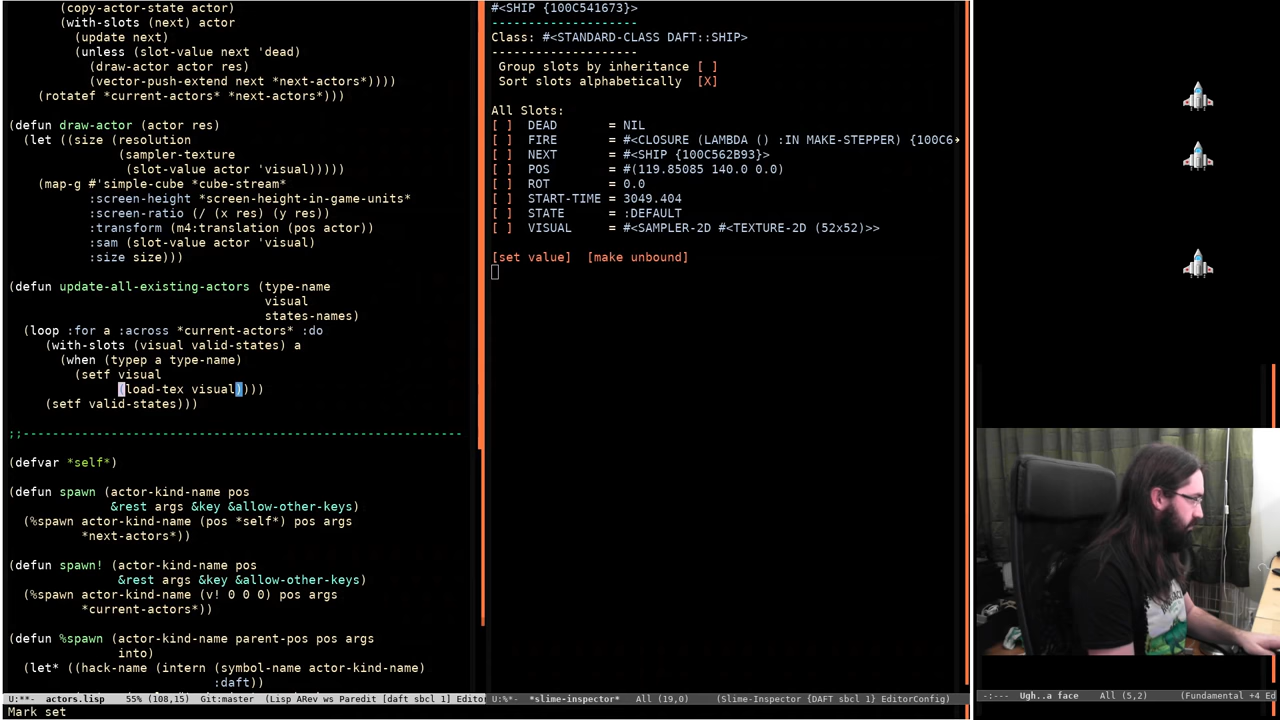 (copy-actor-state actor)
(with-slots (next) actor
(update next)
(unless (slot-value next 'dead)
(draw-actor actor res)
(vector-push-extend next *next-actors*))))
(rotatef *current-actors* *next-actors*)))
(defun draw-actor (actor res)
(let ((size (resolution
(sampler-texture
(slot-value actor 'visual)))))
(map-g #'simple-cube *cube-stream*
:screen-height *screen-height-in-game-units*
:screen-ratio (/ (x res) (y res))
:transform (m4:translation (pos actor))
:sam (slot-value actor 'visual)
:size size)))
(defun update-all-existing-actors (type-name
visual
states-names)
(loop :for a :across *current-actors* :do
(with-slots (visual valid-states) a
(when (typep a type-name)
(setf visual
(load-tex visual))))
(setf valid-states)))
;;-----------------------------------------------------
(defvar *self*)
(defun spawn (actor-kind-name pos
&rest args &key &allow-other-keys)
(%spawn actor-kind-name (pos *self*) pos args
*next-actors*))
(defun spawn! (actor-kind-name pos
&rest args &key &allow-other-keys)
(%spawn actor-kind-name (v! 0 0 0) pos args
*current-actors*))
(defun %spawn (actor-kind-name parent-pos pos args
into)
(let* ((hack-name (intern (symbol-name actor-kind-name)
:daft))
U:**- actors.lisp 55% (108,15) Git:master (Lisp ARev ws Paredit [daft sbcl 1] Editor
Mark set
#<SHIP {100C541673}>
--------------------
Class: #<STANDARD-CLASS DAFT::SHIP>
--------------------
Group slots by inheritance [ ]
Sort slots alphabetically [X]
All Slots:
[ ] DEAD = NIL
[ ] FIRE = #<CLOSURE (LAMBDA () :IN MAKE-STEPPER) {100C6
[ ] NEXT = #<SHIP {100C562B93}>
[ ] POS = #(119.85085 140.0 0.0)
[ ] ROT = 0.0
[ ] START-TIME = 3049.404
[ ] STATE = :DEFAULT
[ ] VISUAL = #<SAMPLER-2D #<TEXTURE-2D (52x52)>>
[set value] [make unbound]
U:%*- *slime-inspector* All (19,0) (Slime-Inspector {DAFT sbcl 1} EditorConfig)
-:--- Ugh..a face All (5,2) (Fundamental +4 Ed